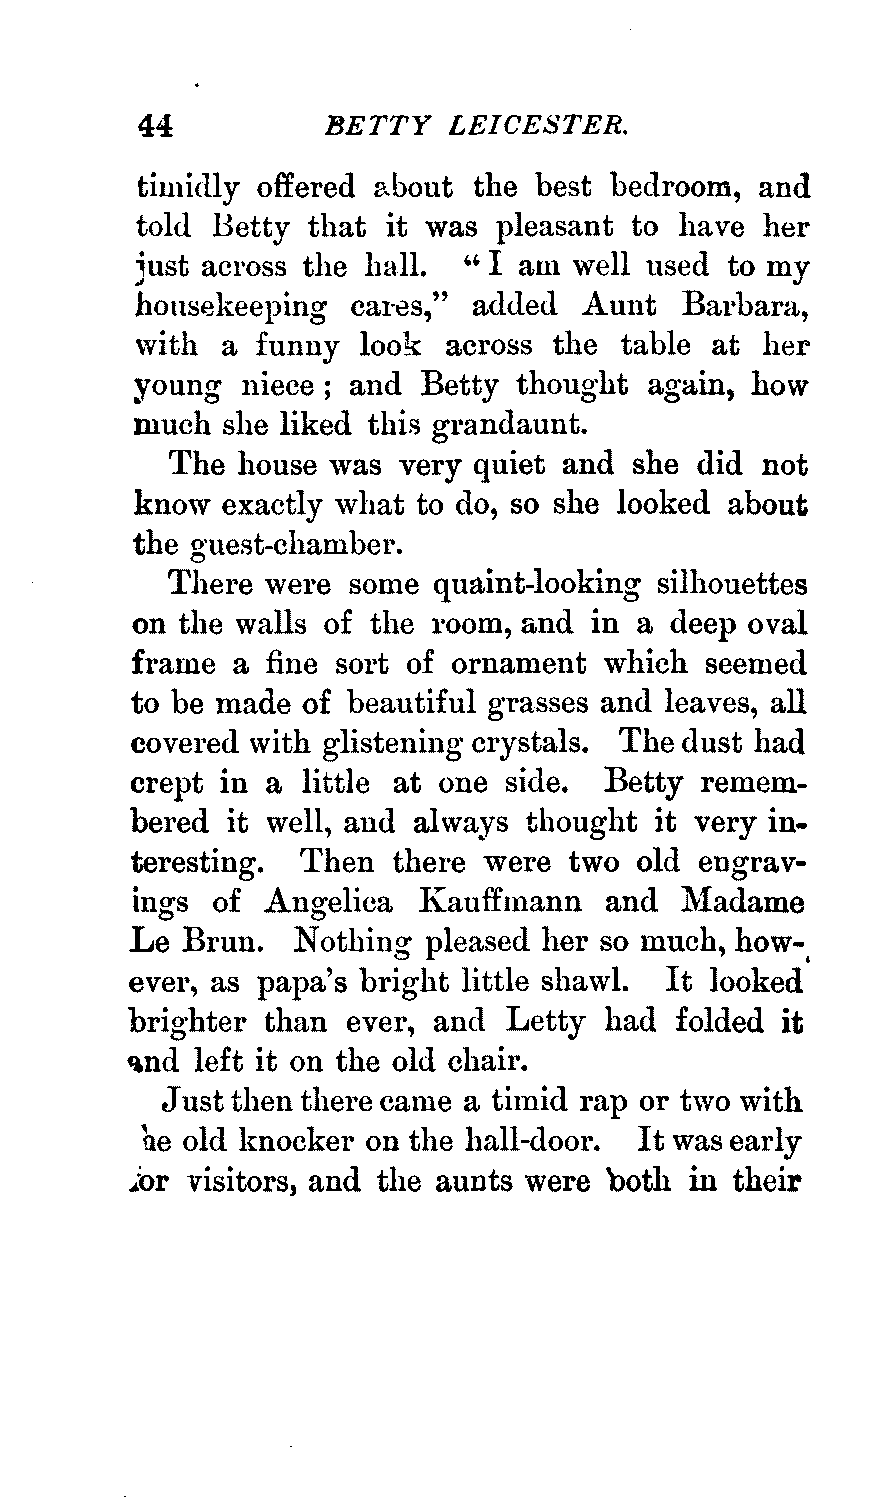 44 BETTY LEICESTER.
timidly offered about the best bedroom, and
told Betty that it was pleasant to have her
just across the hall. “ I am well used to my
housekeeping cares,” added Aunt Barbara,
with a funny look across the table at her
young niece ; and Betty thought again, how
much she liked this grandaunt.
The house was very quiet and she did not
know exactly what to do, so she looked about
the guest-chamber.
There were some quaint-looking silhouettes
on the walls of the room, and in a deep oval
frame a fine sort of ornament which seemed
to be made of beautiful grasses and leaves, all
covered with glistening crystals. The dust had
crept in a little at one side. Betty remem-
bered it well, and always thought it very in-
teresting. Then there were two old engrav-
ings of Angelica Kauffmann and Madame
Le Brun. Nothing pleased her so much, how-
ever, as papa’s bright little shawl. It looked
brighter than ever, and Letty had folded it
and left it on the old chair.
Just then there came a timid rap or two with
he old knocker on the hall-door. It was early
for visitors, and the aunts were both in their